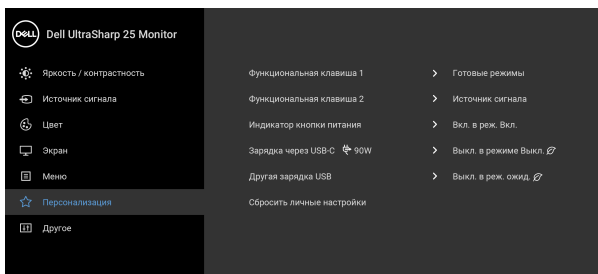 DELL Dell UltraSharp 25 Monitor
Яркость / контрастность
Источник сигнала
Цвет
Экран
Меню
Персонализация
Другое
Функциональная клавиша 1 Готовые режимы
Функциональная клавиша 2 Источник сигнала
Индикатор кнопки питания Вкл. в реж. Вкл.
Зарядка через USB-C 90W Выкл. в режиме Выкл.
Другая зарядка USB Выкл. в реж. ожид.
Сбросить личные настройки